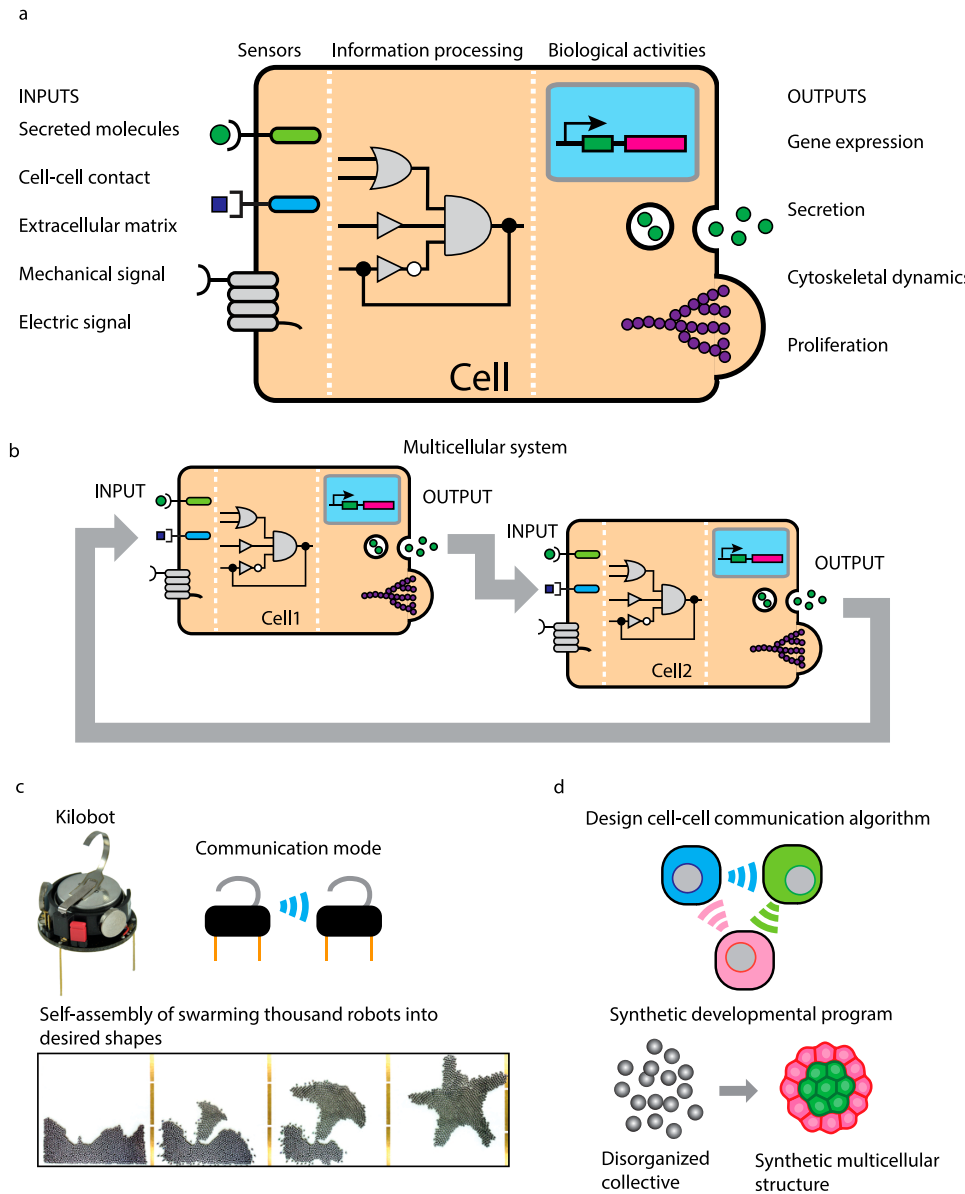 a
Sensors
Information processing
Biological activities
INPUTS
Secreted molecules
Cell-cell contact
Extracellular matrix
Mechanical signal
Electric signal
Cell
OUTPUTS
Gene expression
Secretion
Cytoskeletal dynamics
Proliferation
b
Multicellular system
INPUT
OUTPUT
Cell1
INPUT
OUTPUT
Cell2
c
Kilobot
Communication mode
Self-assembly of swarming thousand robots into
desired shapes
d
Design cell-cell communication algorithm
Synthetic developmental program
Disorganized
collective
Synthetic multicellular
structure